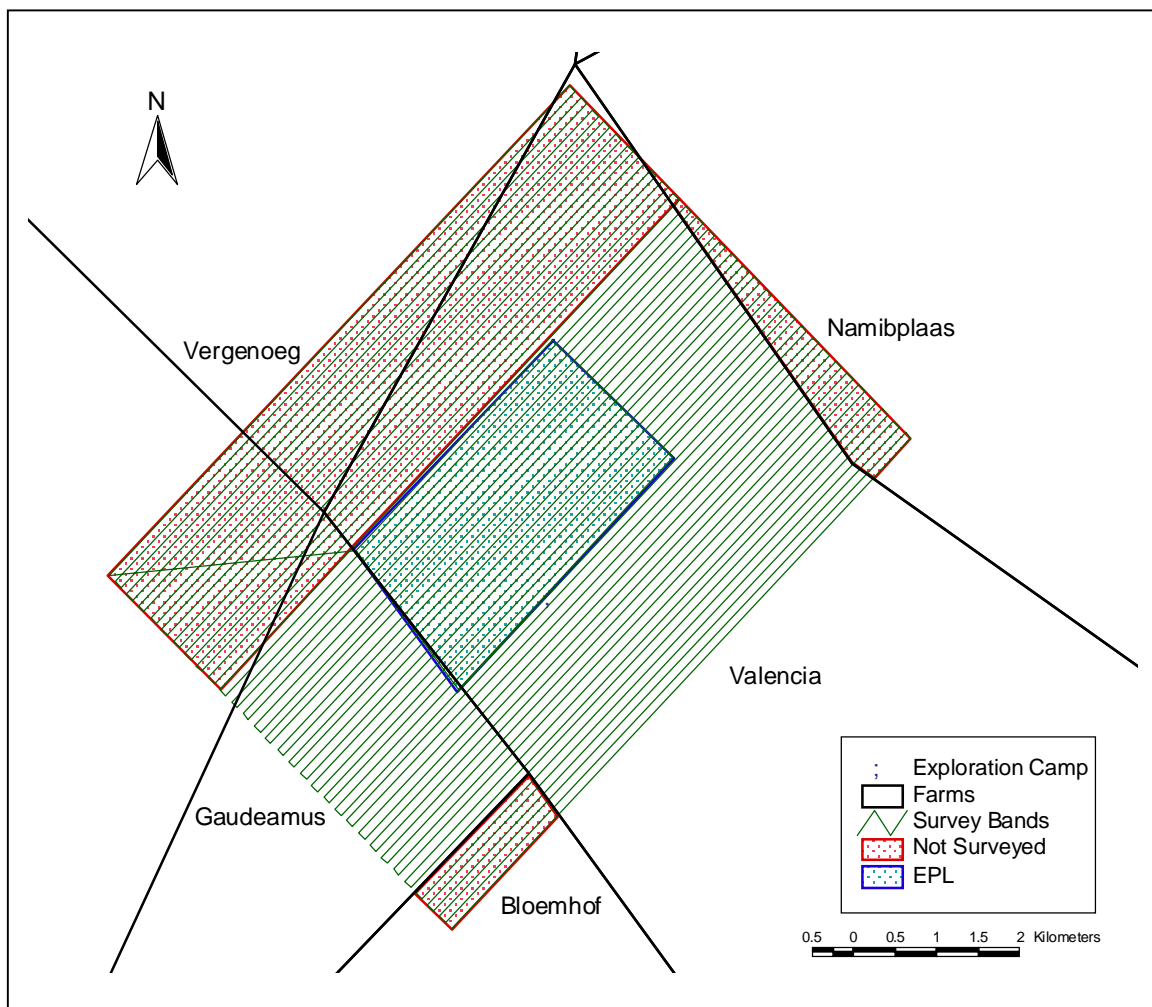 N
Vergenoeg
Namibplaas
Valencia
Gaudeamus
Bloemhof
; Exploration Camp
Farms
Survey Bands
Not Surveyed
EPL
0.5 0 0.5 1 1.5 2 Kilometers